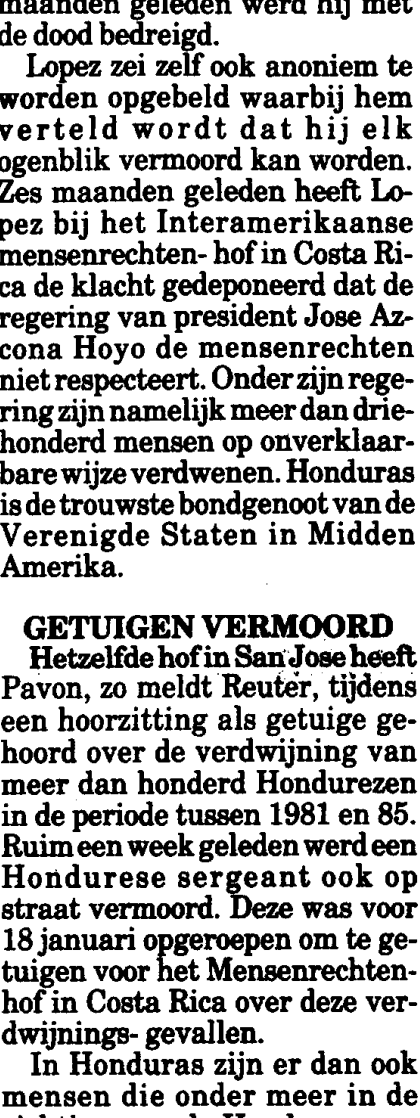 maanden geleden werd hij met
de dood bedreigd.
Lopez zei zelf ook anoniem te
worden opgebeld waarbij hem
verteld wordt dat hij elk
ogenblik vermoord kan worden.
Zes maanden geleden heeft Lo-
pez bij het Interamerikaanse
mensenrechten- hof in Costa Ri-
ca de klacht gedeponeerd dat de
regering van president Jose Az-
cona Hoyo de mensenrechten
niet respecteert. Onder zijn rege-
ring zijn namelijk meer dan drie-
honderd mensen op onverklaar-
bare wijze verdwenen. Honduras
is de trouwste bondgenoot van de
Verenigde Staten in Midden
Amerika.
GETUIGEN VERMOORD
Hetzelfde hof in San Jose heeft
Pavon, zo meldt Reuter, tijdens
een hoorzitting als getuige ge-
hoord over de verdwijning van
meer dan honderd Hondurezen
in de periode tussen 1981 en 85.
Ruim een week geleden werd een
Hondurese sergeant ook op
straat vermoord. Deze was voor
18 januari opgeroepen om te ge-
tuigen voor het Mensenrechten-
hof in Costa Rica over deze ver-
dwijnings- gevallen.
In Honduras zijn er dan ook
mensen die onder meer in de